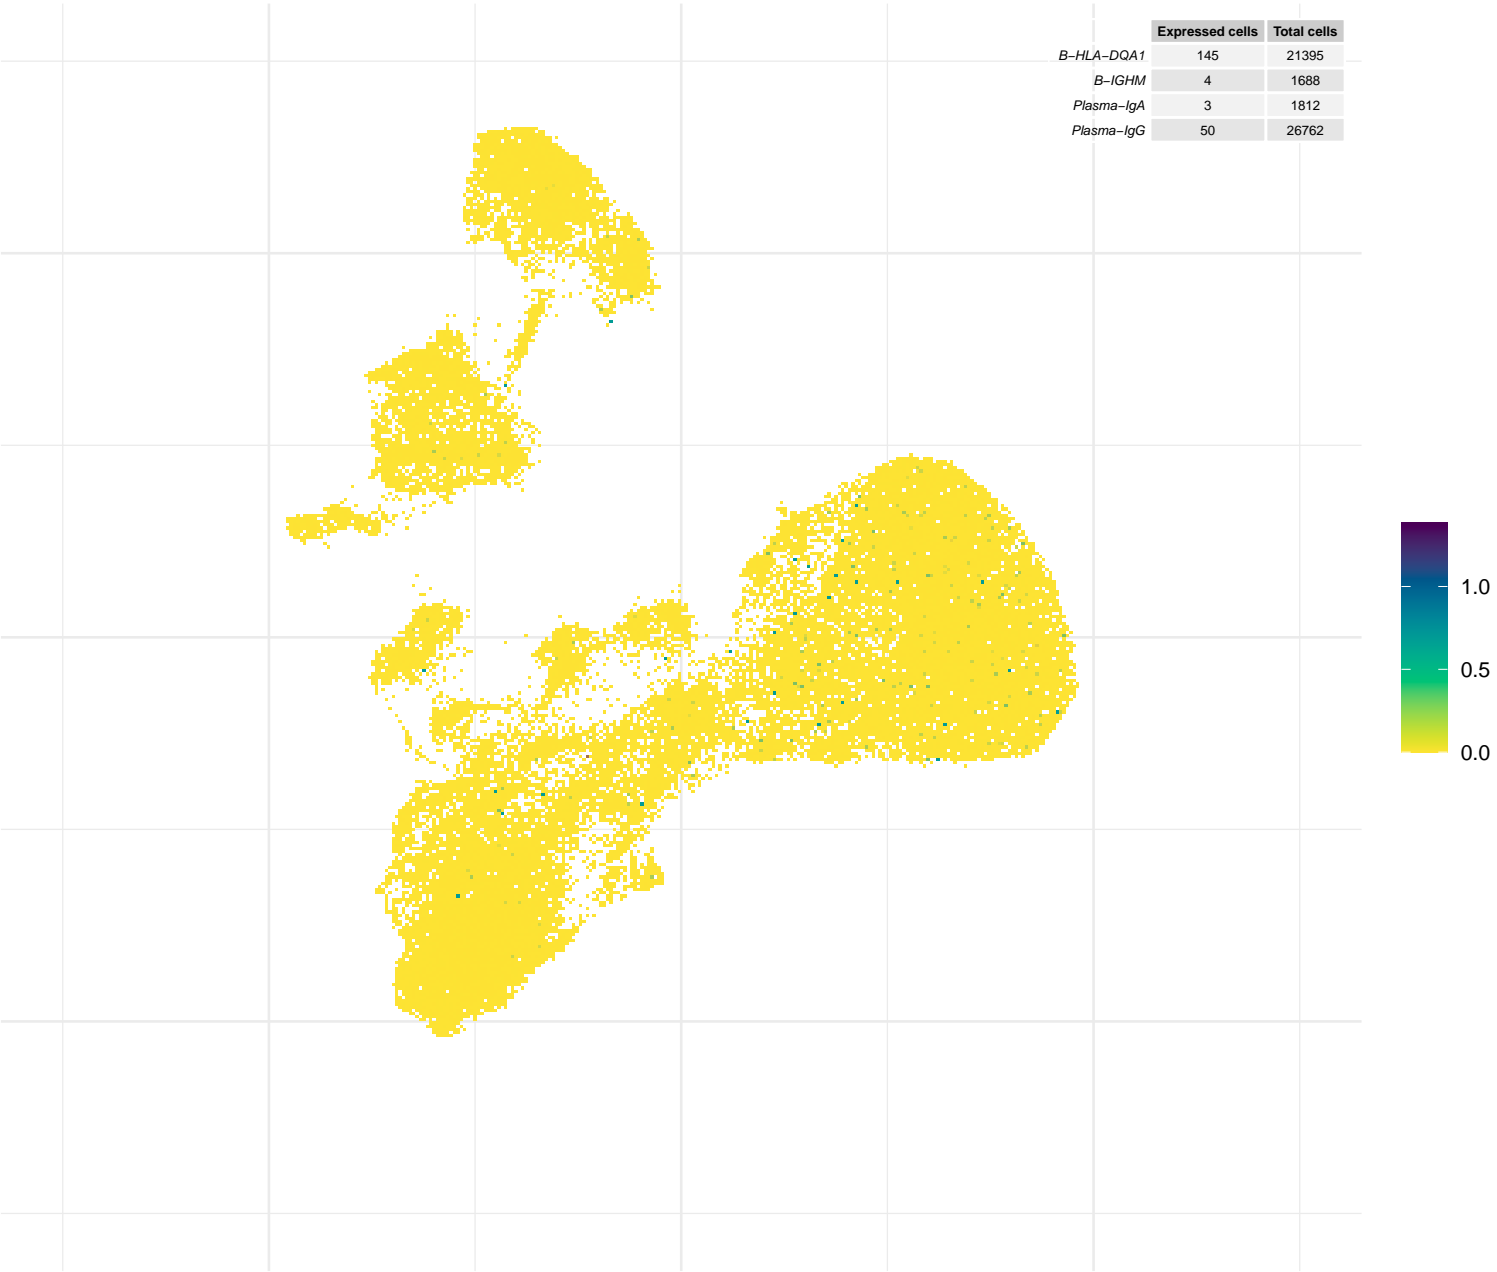 Expressed cells Total cells
B−HLA−DQA1 145 21395
B−IGHM 4 1688
Plasma−IgA 3 1812
Plasma−IgG 50 26762
1.0
0.5
0.0